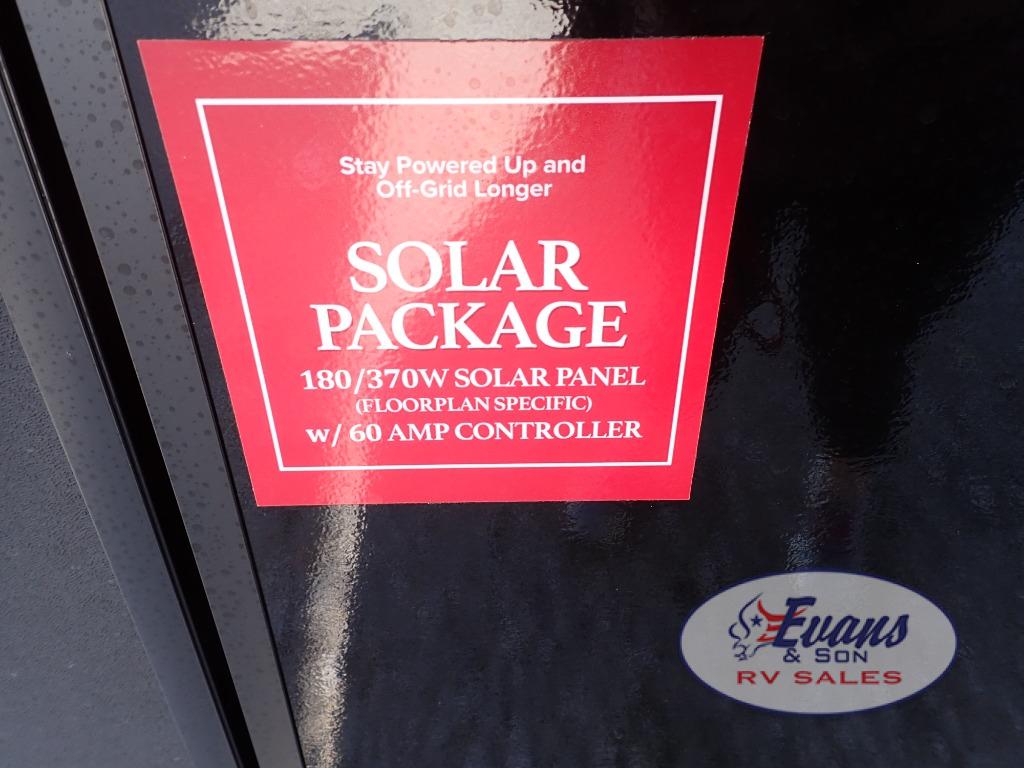 Stay Powered Up and
Off-Grid Longer
SOLAR
PACKAGE
180/370W SOLAR PANEL
(FLOORPLAN SPECIFIC)
w/ 60 AMP CONTROLLER
Evans
& SON
RV SALES